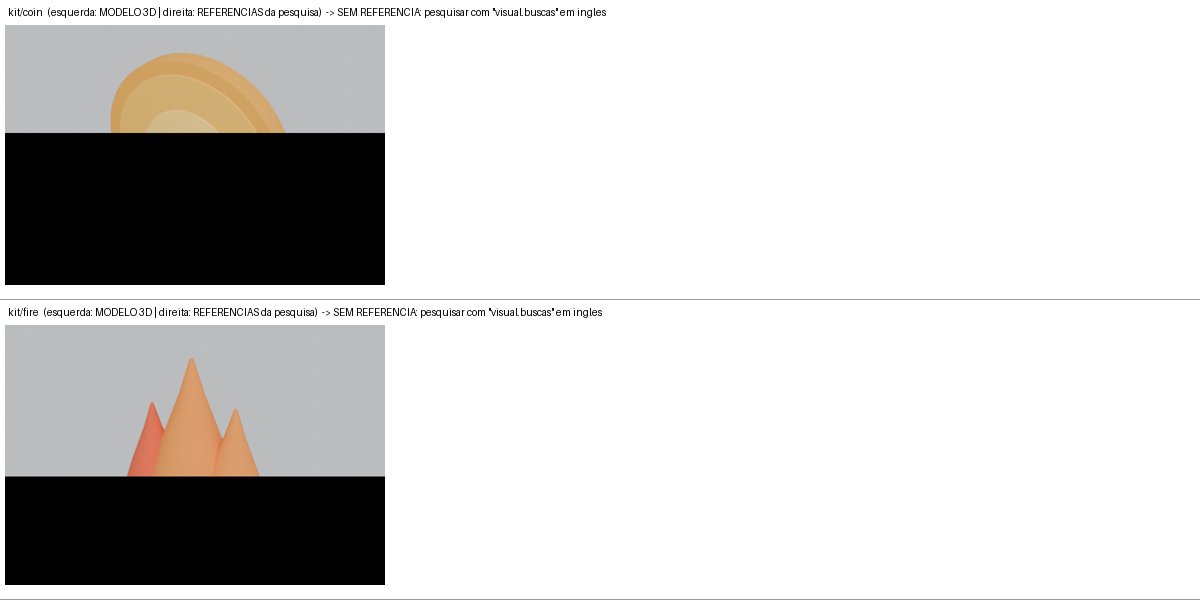 kit/coin (esquerda: MODELO 3D | direita: REFERENCIAS da pesquisa) -> SEM REFERENCIA: pesquisar com "visual.buscas" em ingles
kit/fire (esquerda: MODELO 3D | direita: REFERENCIAS da pesquisa) -> SEM REFERENCIA: pesquisar com "visual.buscas" em ingles